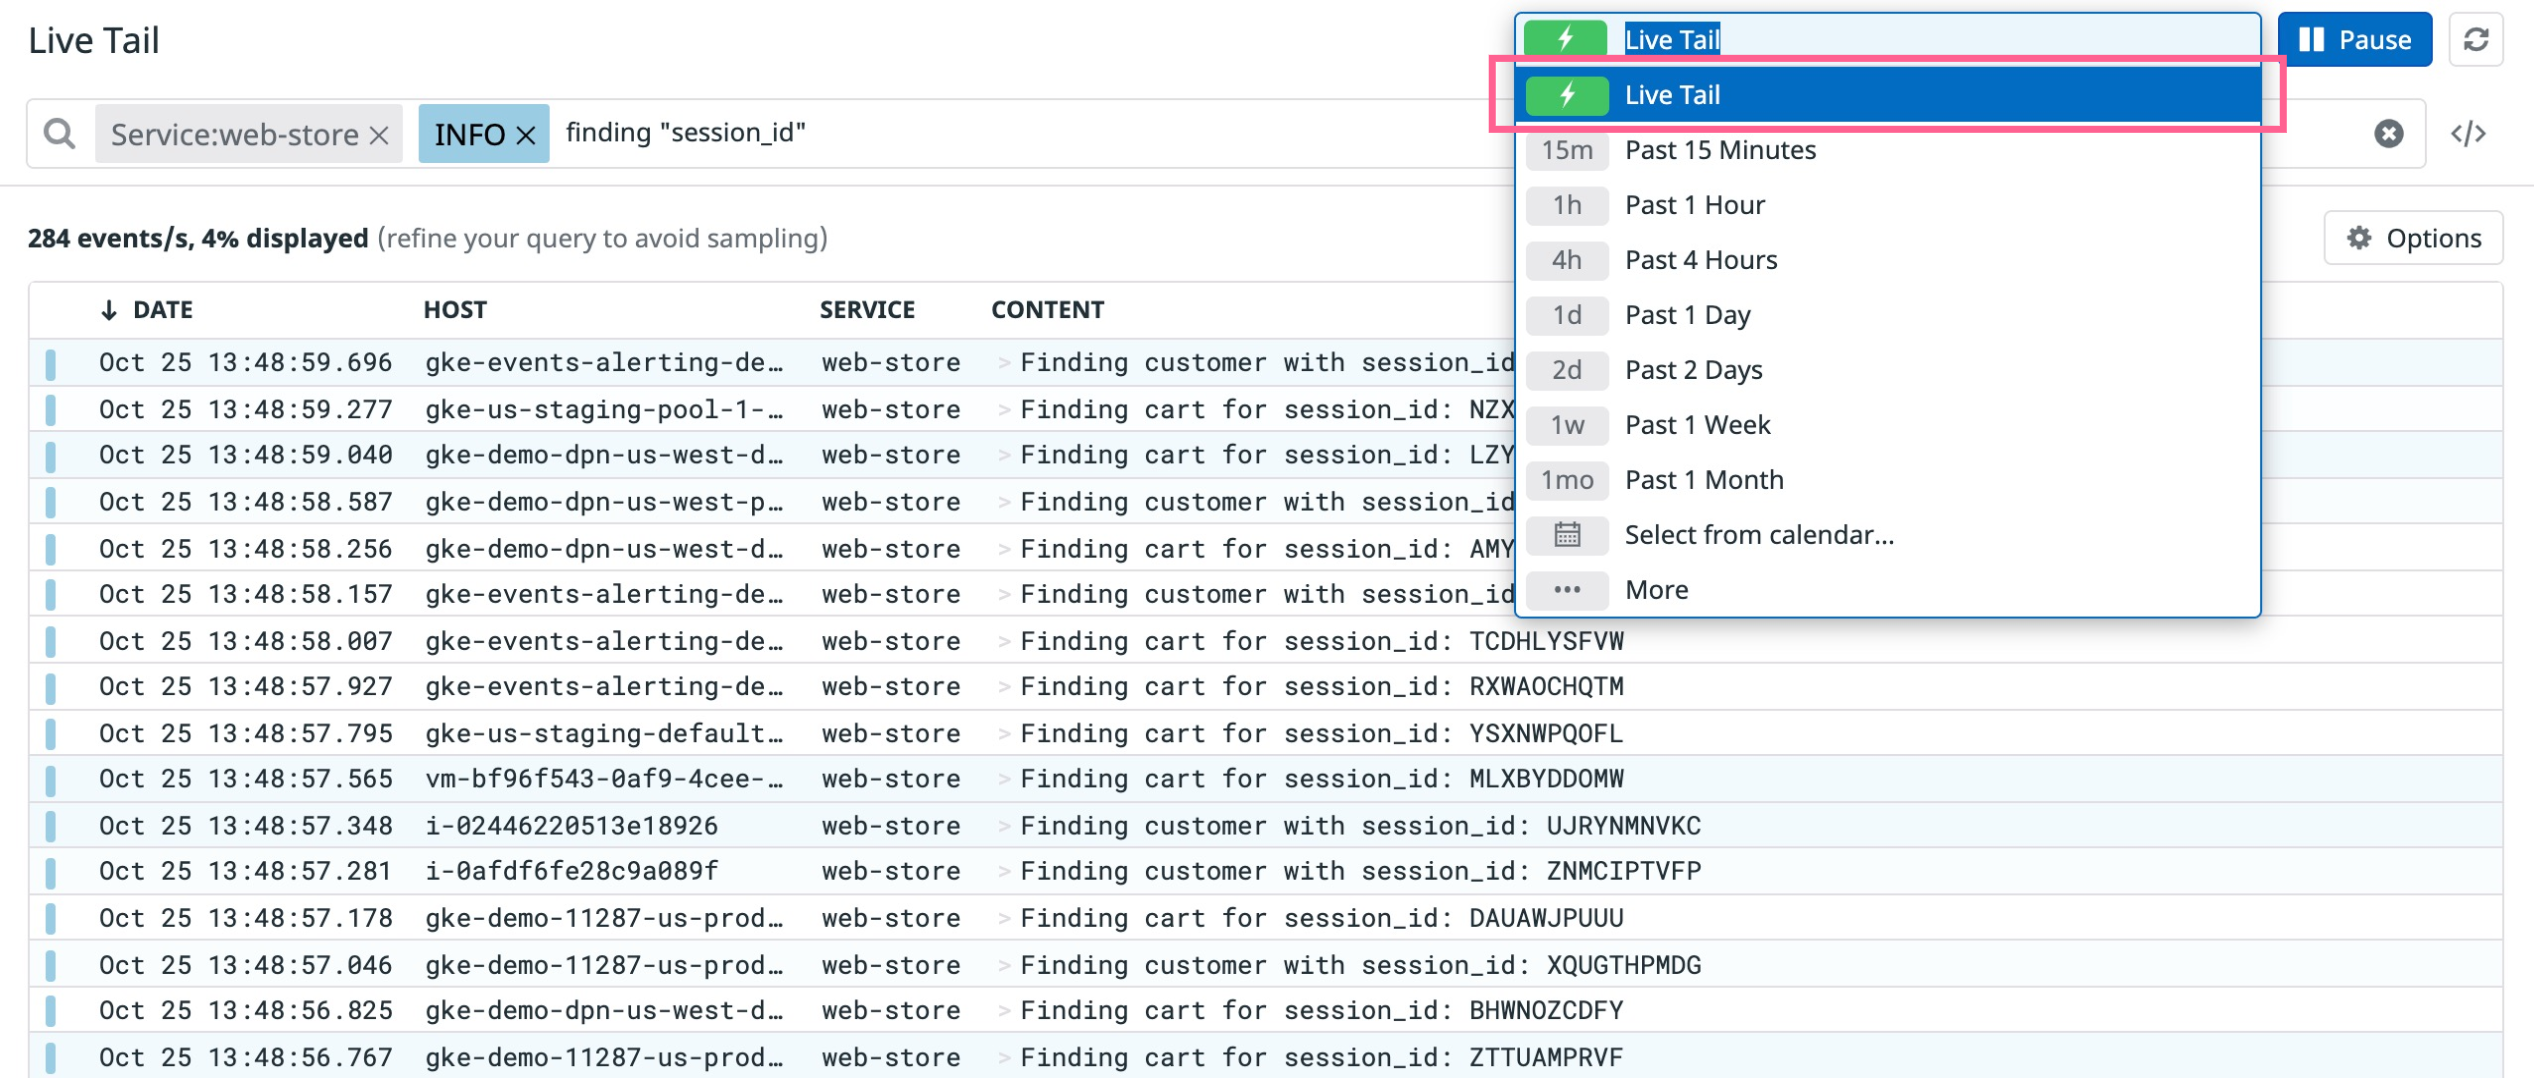 Live Tail
Live Tail
Pause
Live Tail
Service:web-store
INFO
finding "session_id"
</>
15m Past 15 Minutes
1h Past 1 Hour
4h Past 4 Hours
1d Past 1 Day
2d Past 2 Days
1w Past 1 Week
1mo Past 1 Month
Select from calendar...
More
284 events/s, 4% displayed (refine your query to avoid sampling)
Options
DATE HOST SERVICE CONTENT
Oct 25 13:48:59.696 gke-events-alerting-de… web-store > Finding customer with session_id
Oct 25 13:48:59.277 gke-us-staging-pool-1-… web-store > Finding cart for session_id: NZX
Oct 25 13:48:59.040 gke-demo-dpn-us-west-d… web-store > Finding cart for session_id: LZY
Oct 25 13:48:58.587 gke-demo-dpn-us-west-p… web-store > Finding customer with session_id
Oct 25 13:48:58.256 gke-demo-dpn-us-west-d… web-store > Finding cart for session_id: AMY
Oct 25 13:48:58.157 gke-events-alerting-de… web-store > Finding customer with session_id
Oct 25 13:48:58.007 gke-events-alerting-de… web-store > Finding cart for session_id: TCDHLYSFVW
Oct 25 13:48:57.927 gke-events-alerting-de… web-store > Finding cart for session_id: RXWAOCHQTM
Oct 25 13:48:57.795 gke-us-staging-default… web-store > Finding cart for session_id: YSXNWPQOFL
Oct 25 13:48:57.565 vm-bf96f543-0af9-4cee-… web-store > Finding cart for session_id: MLXBYDDOMW
Oct 25 13:48:57.348 i-02446220513e18926 web-store > Finding customer with session_id: UJRYNMNVKC
Oct 25 13:48:57.281 i-0afdf6fe28c9a089f web-store > Finding customer with session_id: ZNMCIPTVFP
Oct 25 13:48:57.178 gke-demo-11287-us-prod… web-store > Finding cart for session_id: DAUAWJPUUU
Oct 25 13:48:57.046 gke-demo-11287-us-prod… web-store > Finding customer with session_id: XQUGTHPMDG
Oct 25 13:48:56.825 gke-demo-dpn-us-west-d… web-store > Finding cart for session_id: BHWNOZCDFY
Oct 25 13:48:56.767 gke-demo-11287-us-prod… web-store > Finding cart for session_id: ZTTUAMPRVF